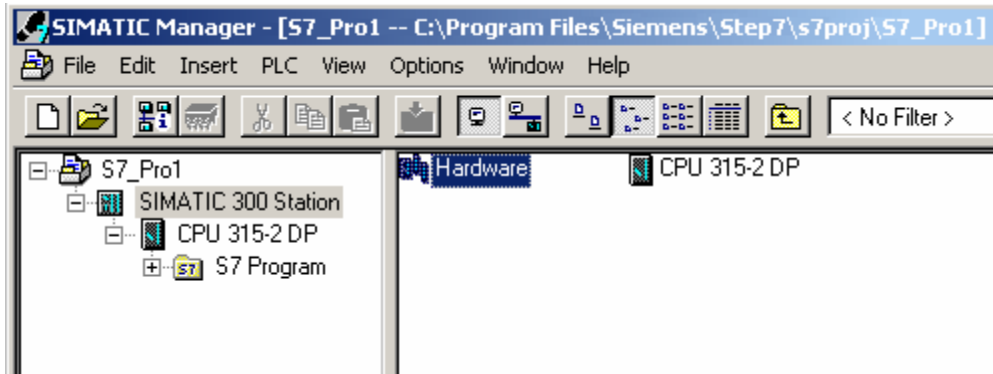 SIMATIC Manager - [S7_Pro1 -- C:\Program Files\Siemens\Step7\s7proj\S7_Pro1]
File Edit Insert PLC View Options Window Help
< No Filter >
S7_Pro1
SIMATIC 300 Station
CPU 315-2 DP
S7 Program
Hardware
CPU 315-2 DP